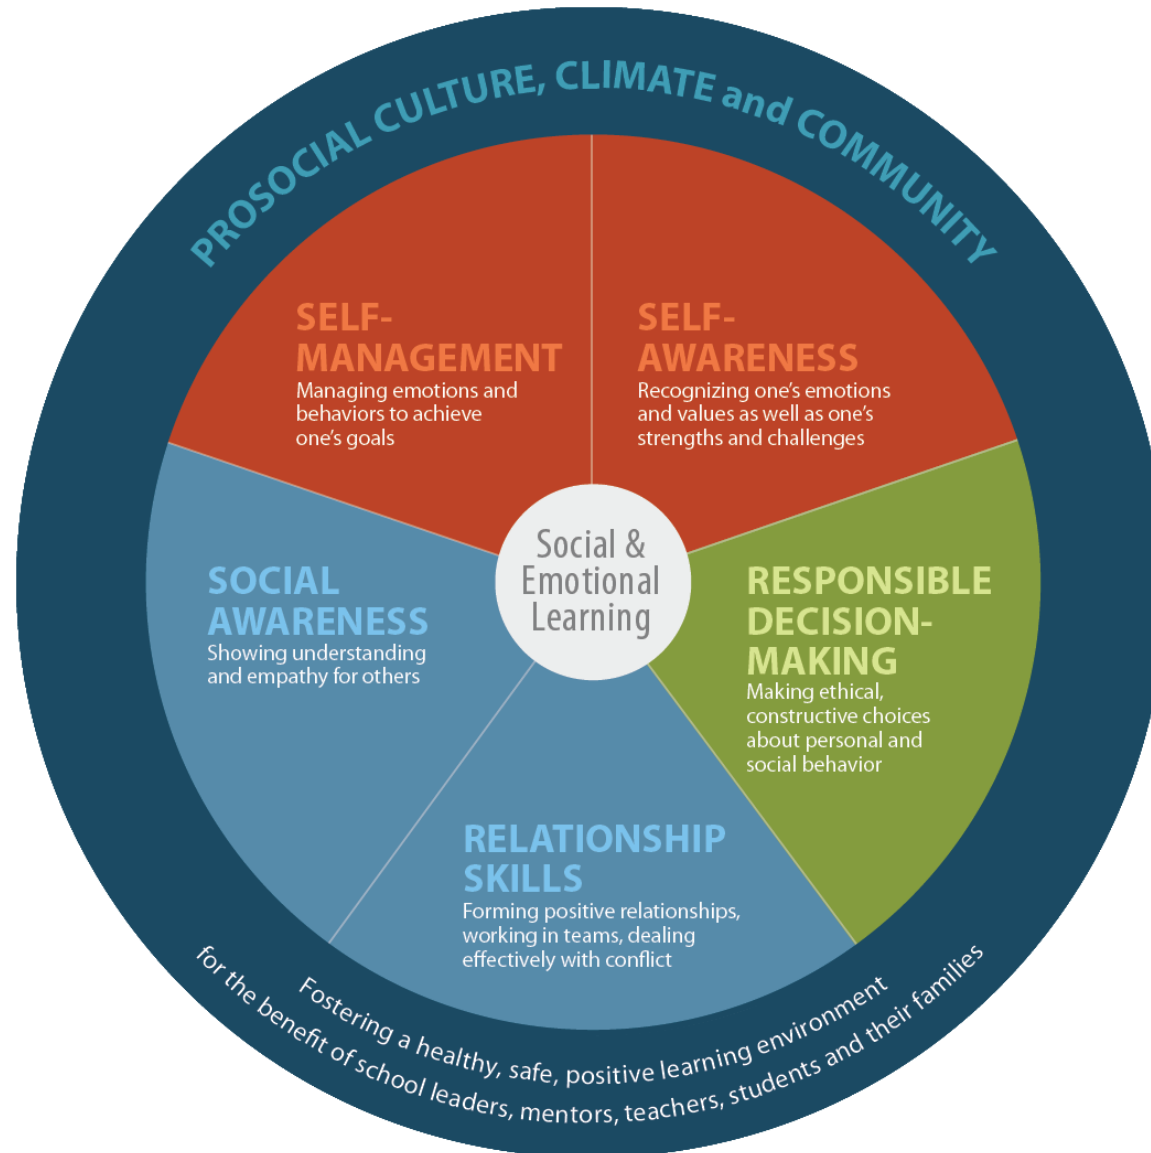 PROSOCIAL CULTURE, CLIMATE and COMMUNITY
SELF-
MANAGEMENT
Managing emotions and
behaviors to achieve
one’s goals
SELF-
AWARENESS
Recognizing one’s emotions
and values as well as one’s
strengths and challenges
Social &
Emotional
Learning
SOCIAL
AWARENESS
Showing understanding
and empathy for others
RESPONSIBLE
DECISION-
MAKING
Making ethical,
constructive choices
about personal and
social behavior
RELATIONSHIP
SKILLS
Forming positive relationships,
working in teams, dealing
effectively with conflict
Fostering a healthy, safe, positive learning environment
for the benefit of school leaders, mentors, teachers, students and their families